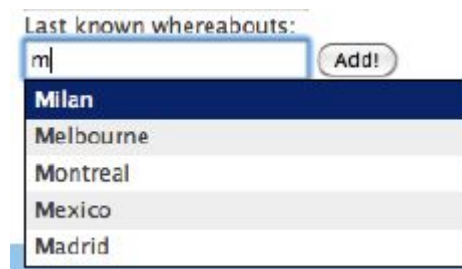 Last known whereabouts:
m Add!
Milan
Melbourne
Montreal
Mexico
Madrid